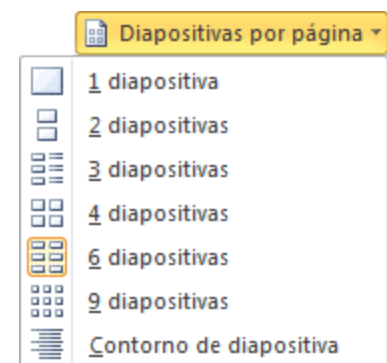 Diapositivas por página
1 diapositiva
2 diapositivas
3 diapositivas
4 diapositivas
6 diapositivas
9 diapositivas
Contorno de diapositiva